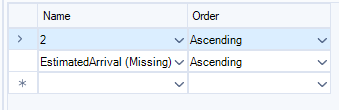 Name Order
2 Ascending
EstimatedArrival (Missing) Ascending